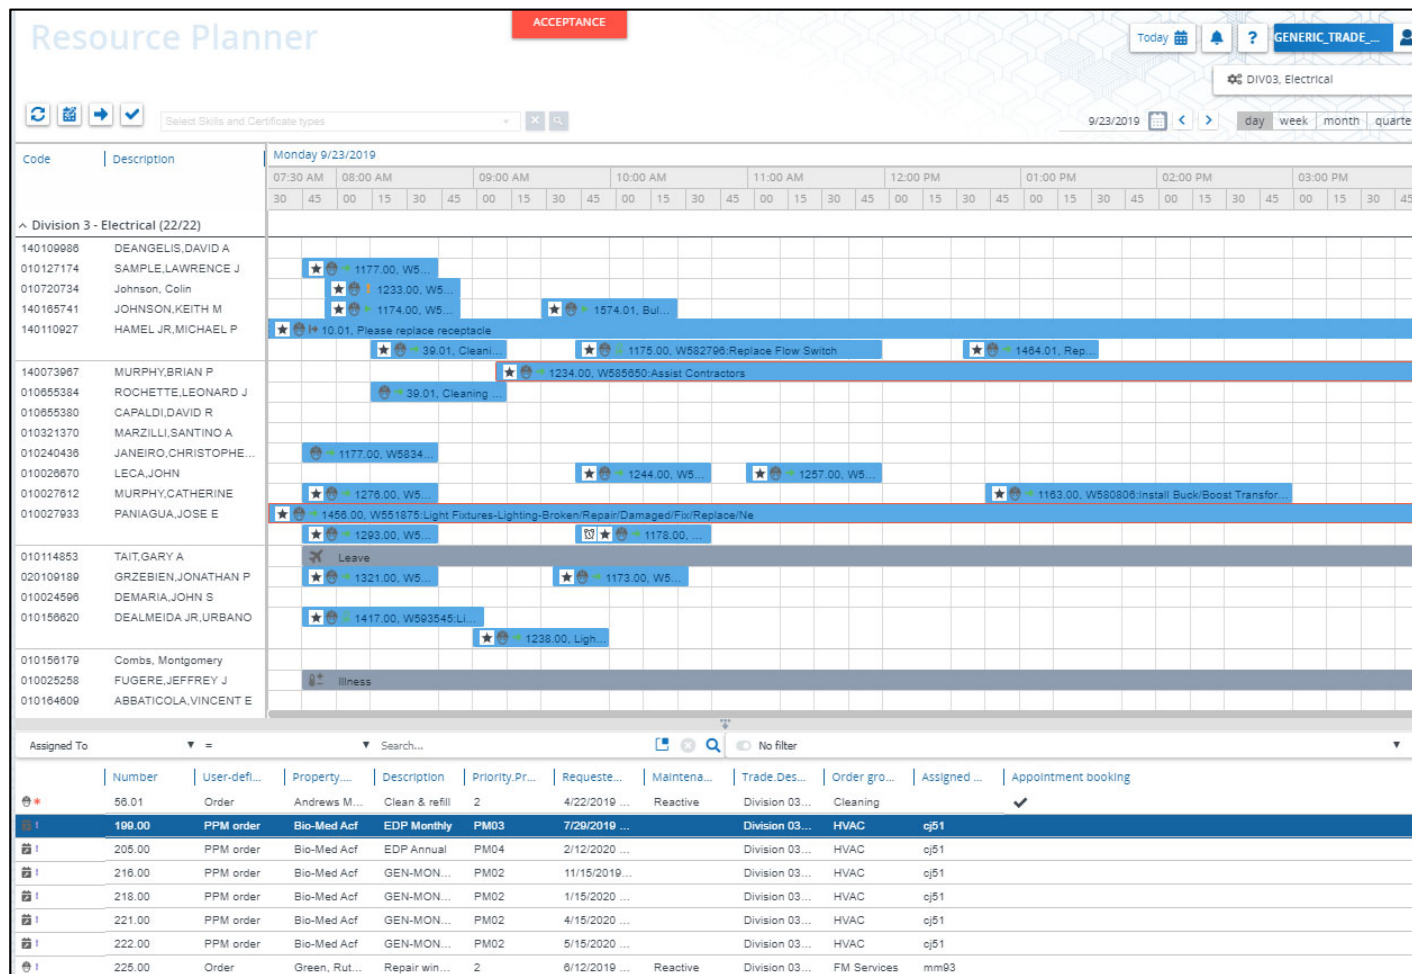 Resource Planner
ACCEPTANCE
Today ? GENERIC_TRADE_...
DIV03, Electrical
Select Skills and Certificate types
9/23/2019 day week month quarte
Code Description Monday 9/23/2019
07:30 AM 08:00 AM 09:00 AM 10:00 AM 11:00 AM 12:00 PM 01:00 PM 02:00 PM 03:00 PM
30 45 00 15 30 45 00 15 30 45 00 15 30 45 00 15 30 45 00 15 30 45 00 15 30 45 00 15 30 45 00 15 30 45
Division 3 - Electrical (22/22)
140109986 DEANGELIS,DAVID A
010127174 SAMPLE,LAWRENCE J 1177.00, W5...
010720734 Johnson, Colin 1233.00, W5...
140165741 JOHNSON,KEITH M 1174.00, W5... 1574.01, Bul...
140110927 HAMEL JR,MICHAEL P 10.01, Please replace receptacle
39.01, Cleani... 1175.00, W582796:Replace Flow Switch 1464.01, Rep...
140073967 MURPHY,BRIAN P 1234.00, W585650:Assist Contractors
010655384 ROCHETTE,LEONARD J 39.01, Cleaning ...
010655380 CAPALDI,DAVID R
010321370 MARZILLI,SANTINO A
010240436 JANEIRO,CHRISTOPHE... 1177.00, W5834...
010026670 LECA,JOHN 1244.00, W5... 1257.00, W5...
010027612 MURPHY,CATHERINE 1276.00, W5... 1163.00, W580806:Install Buck/Boost Transfor...
010027933 PANIAGUA,JOSE E 1456.00, W551875:Light Fixtures-Lighting-Broken/Repair/Damaged/Fix/Replace/Ne
1293.00, W5... 1178.00, ...
010114853 TAIT,GARY A Leave
020109189 GRZEBIEN,JONATHAN P 1321.00, W5... 1173.00, W5...
010024596 DEMARIA,JOHN S
010156620 DEALMEIDA JR,URBANO 1417.00, W593545:Li...
1238.00, Ligh...
010156179 Combs, Montgomery
010025258 FUGERE,JEFFREY J Illness
010164609 ABBATICOLA,VINCENT E
Assigned To = Search... No filter
Number User-defi... Property.... Description Priority.Pr... Requeste... Maintena... Trade.Des... Order gro... Assigned ... Appointment booking
56.01 Order Andrews M... Clean & refill 2 4/22/2019 ... Reactive Division 03... Cleaning
199.00 PPM order Bio-Med Acf EDP Monthly PM03 7/29/2019 ... Division 03... HVAC cj51
205.00 PPM order Bio-Med Acf EDP Annual PM04 2/12/2020 ... Division 03... HVAC cj51
216.00 PPM order Bio-Med Acf GEN-MON... PM02 11/15/2019... Division 03... HVAC cj51
218.00 PPM order Bio-Med Acf GEN-MON... PM02 1/15/2020 ... Division 03... HVAC cj51
221.00 PPM order Bio-Med Acf GEN-MON... PM02 4/15/2020 ... Division 03... HVAC cj51
222.00 PPM order Bio-Med Acf GEN-MON... PM02 5/15/2020 ... Division 03... HVAC cj51
225.00 Order Green, Rut... Repair win... 2 6/12/2019 ... Reactive Division 03... FM Services mm93